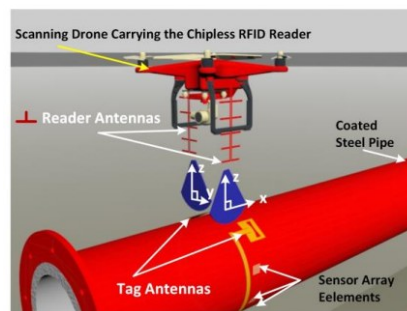 Scanning Drone Carrying the Chipless RFID Reader
Reader Antennas
Coated
Steel Pipe
z
z
y
x
Tag Antennas
Sensor Array
Eelements